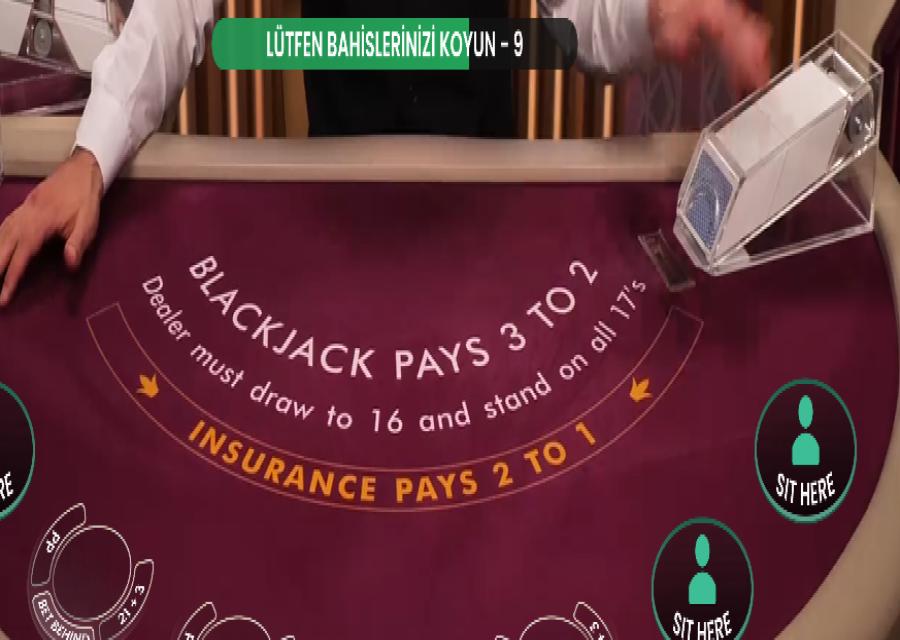 LÜTFEN BAHİSLERİNİZİ KOYUN - 9
BLACKJACK PAYS 3 TO 2
Dealer must draw to 16 and stand on all 17's
INSURANCE PAYS 2 TO 1
SIT HERE
SIT HERE
PP
BET BEHIND
21 + 3